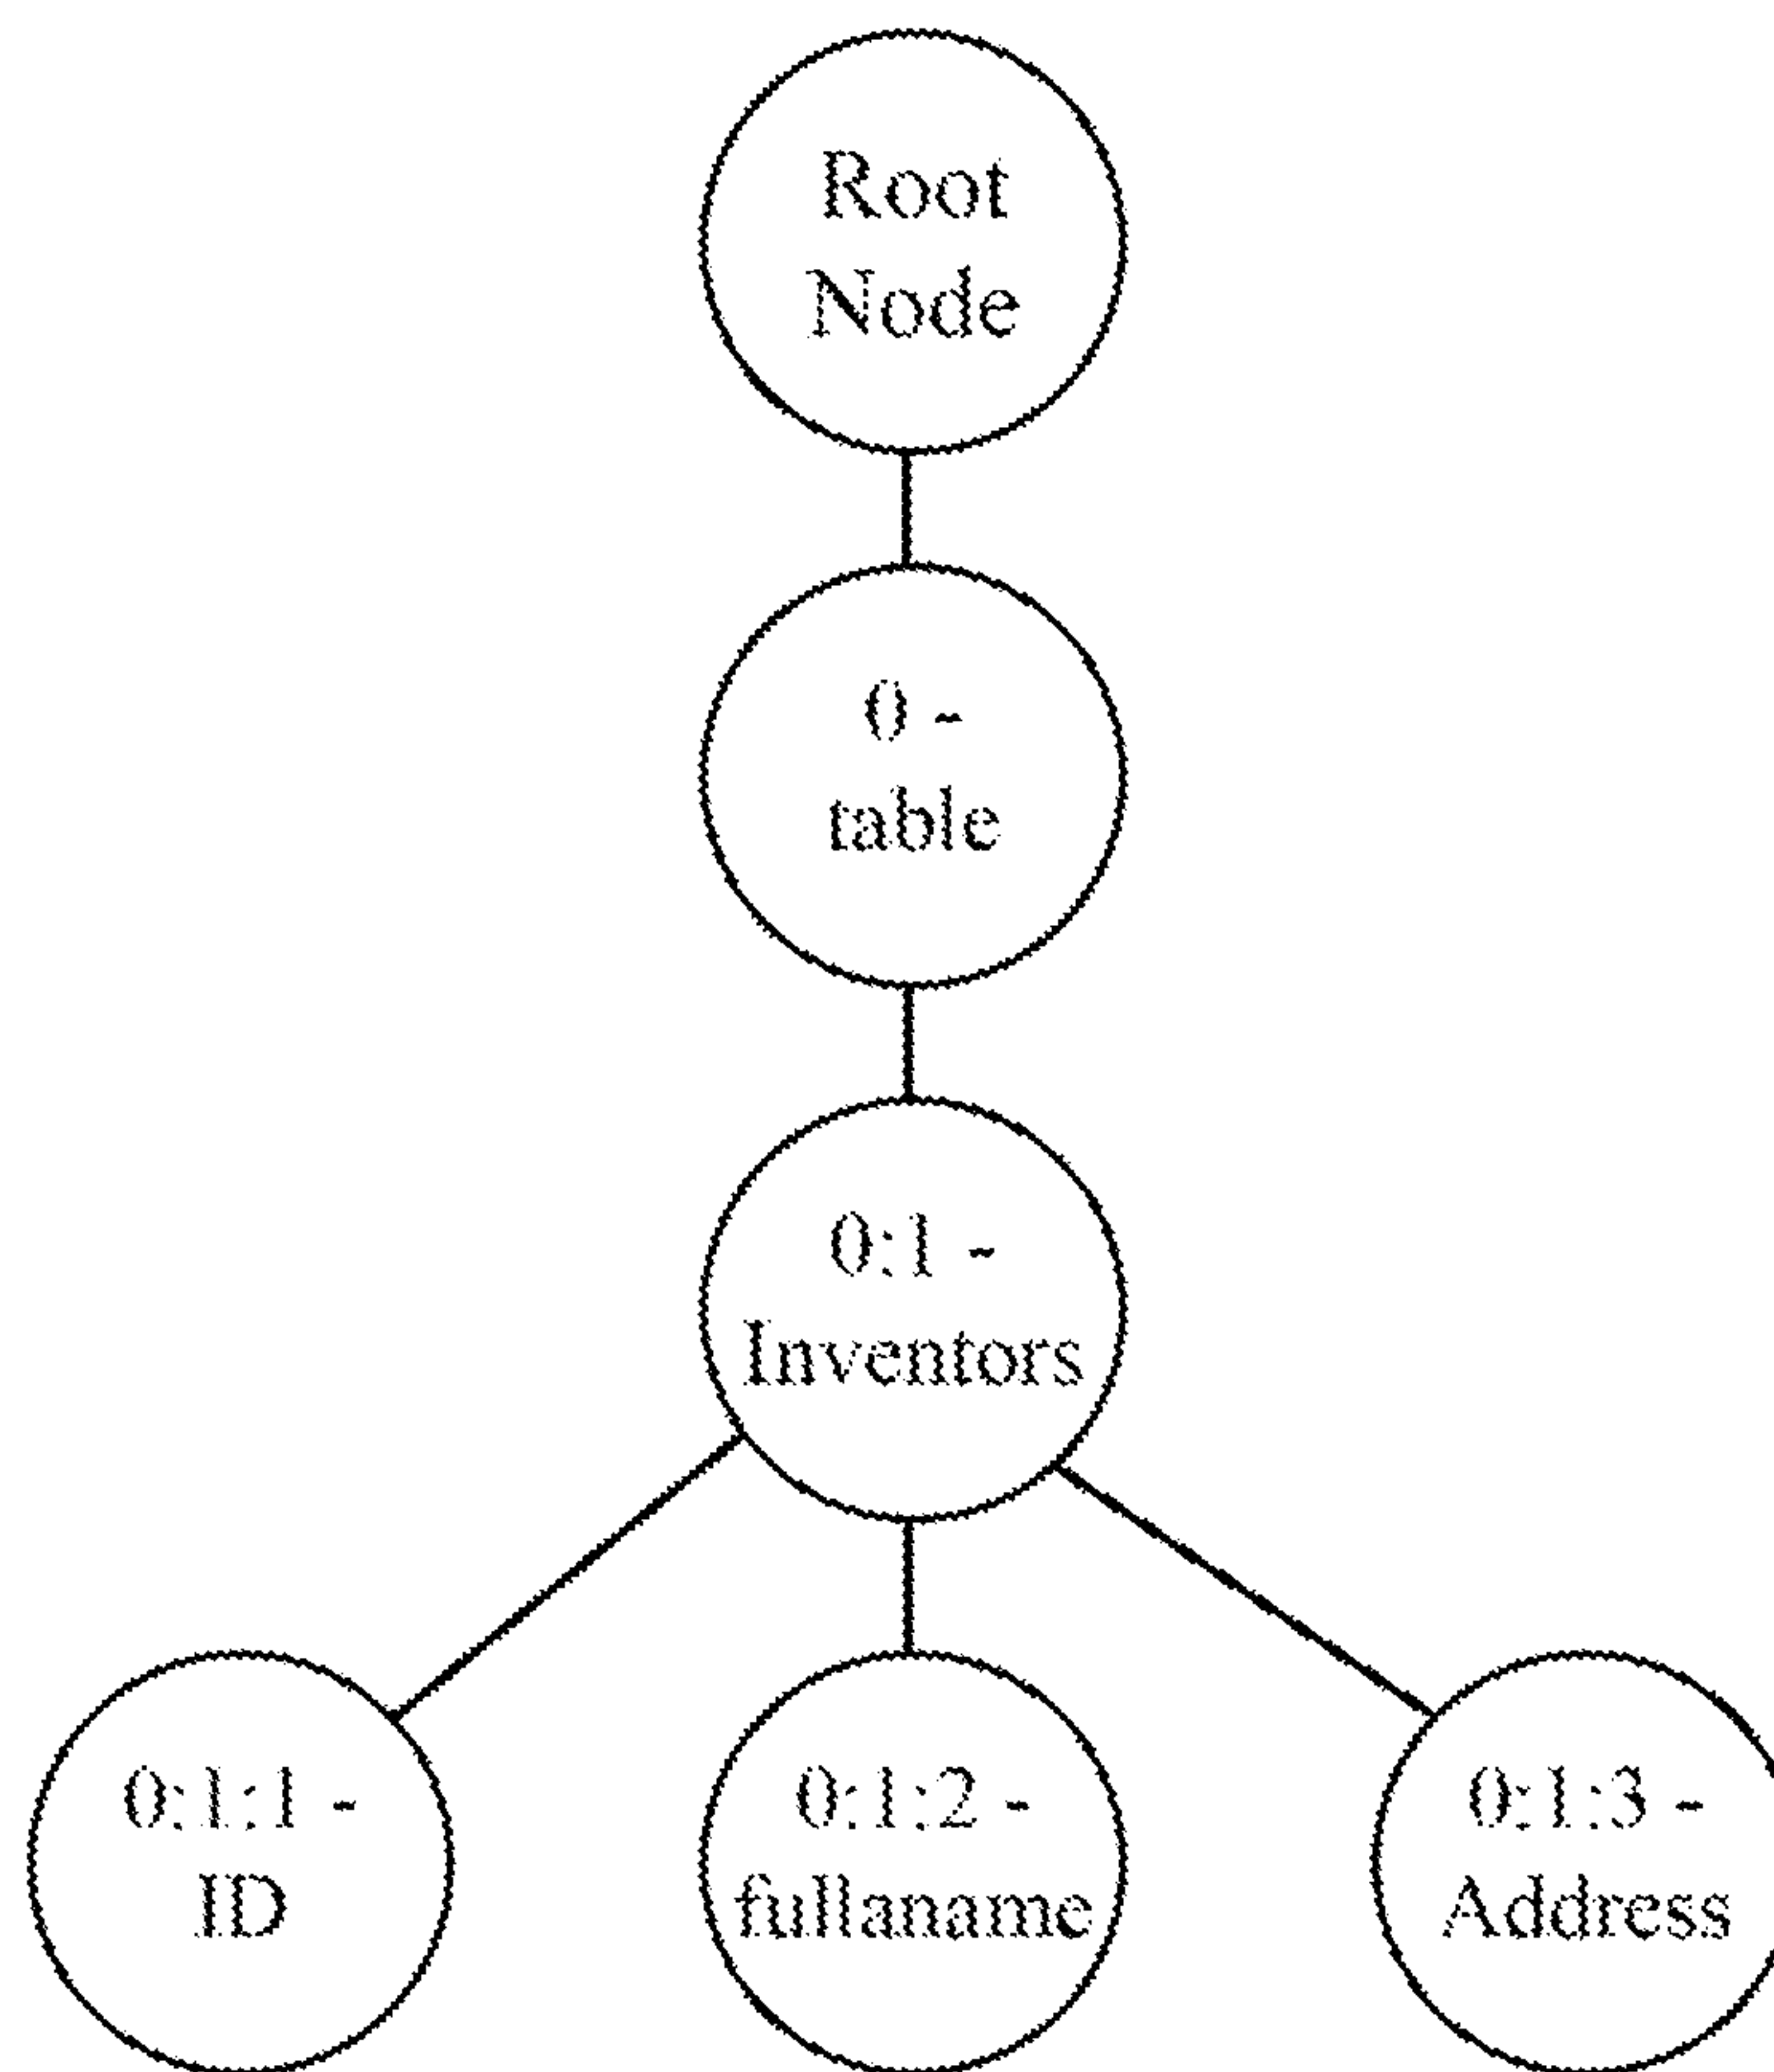 Root
Node
0 -
table
0:1 -
Inventors
0:1:1 -
ID
0:1:2 -
fullaname
0:1:3 -
Address